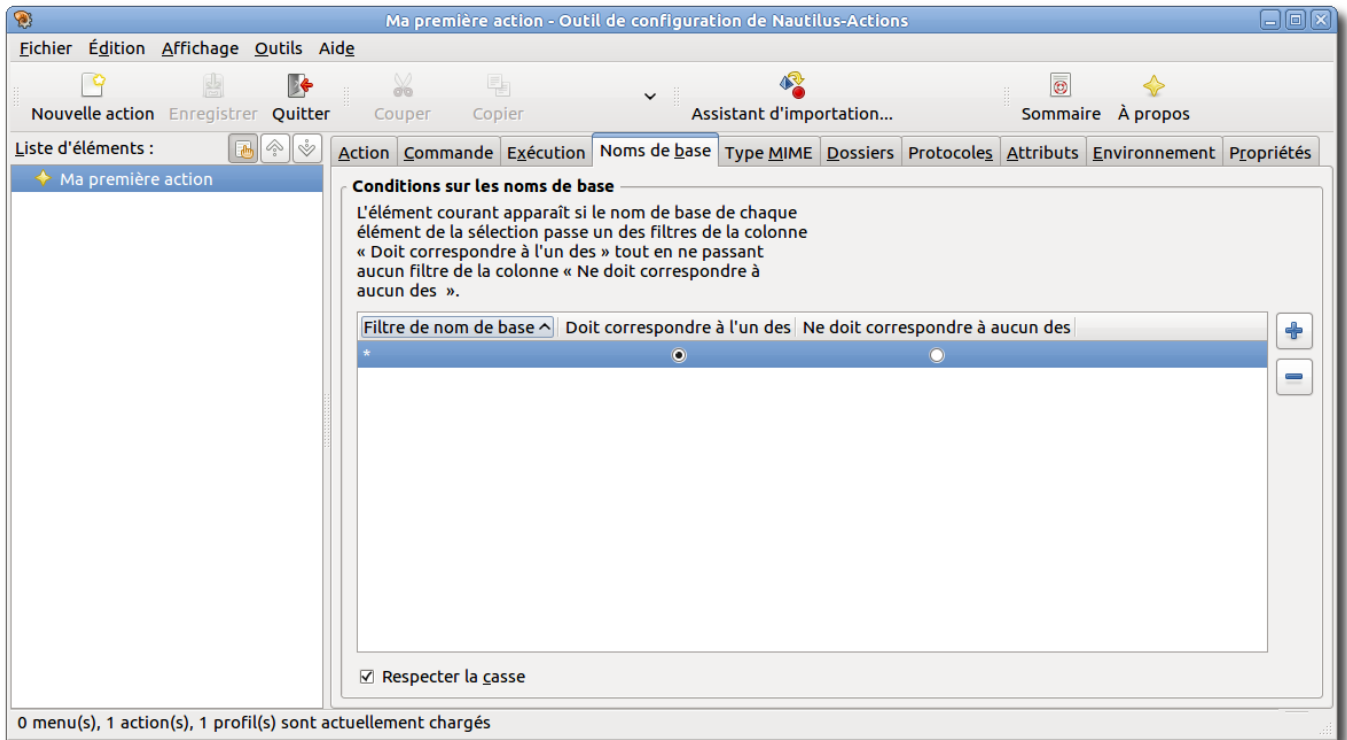 Ma première action - Outil de configuration de Nautilus-Actions
Fichier Édition Affichage Outils Aide
Nouvelle action Enregistrer Quitter Couper Copier Assistant d'importation... Sommaire À propos
Liste d'éléments :
Action Commande Exécution Noms de base Type MIME Dossiers Protocoles Attributs Environnement Propriétés
Ma première action
Conditions sur les noms de base
L'élément courant apparaît si le nom de base de chaque
élément de la sélection passe un des filtres de la colonne
« Doit correspondre à l'un des » tout en ne passant
aucun filtre de la colonne « Ne doit correspondre à
aucun des  ».
Filtre de nom de base Doit correspondre à l'un des Ne doit correspondre à aucun des
*
Respecter la casse
0 menu(s), 1 action(s), 1 profil(s) sont actuellement chargés